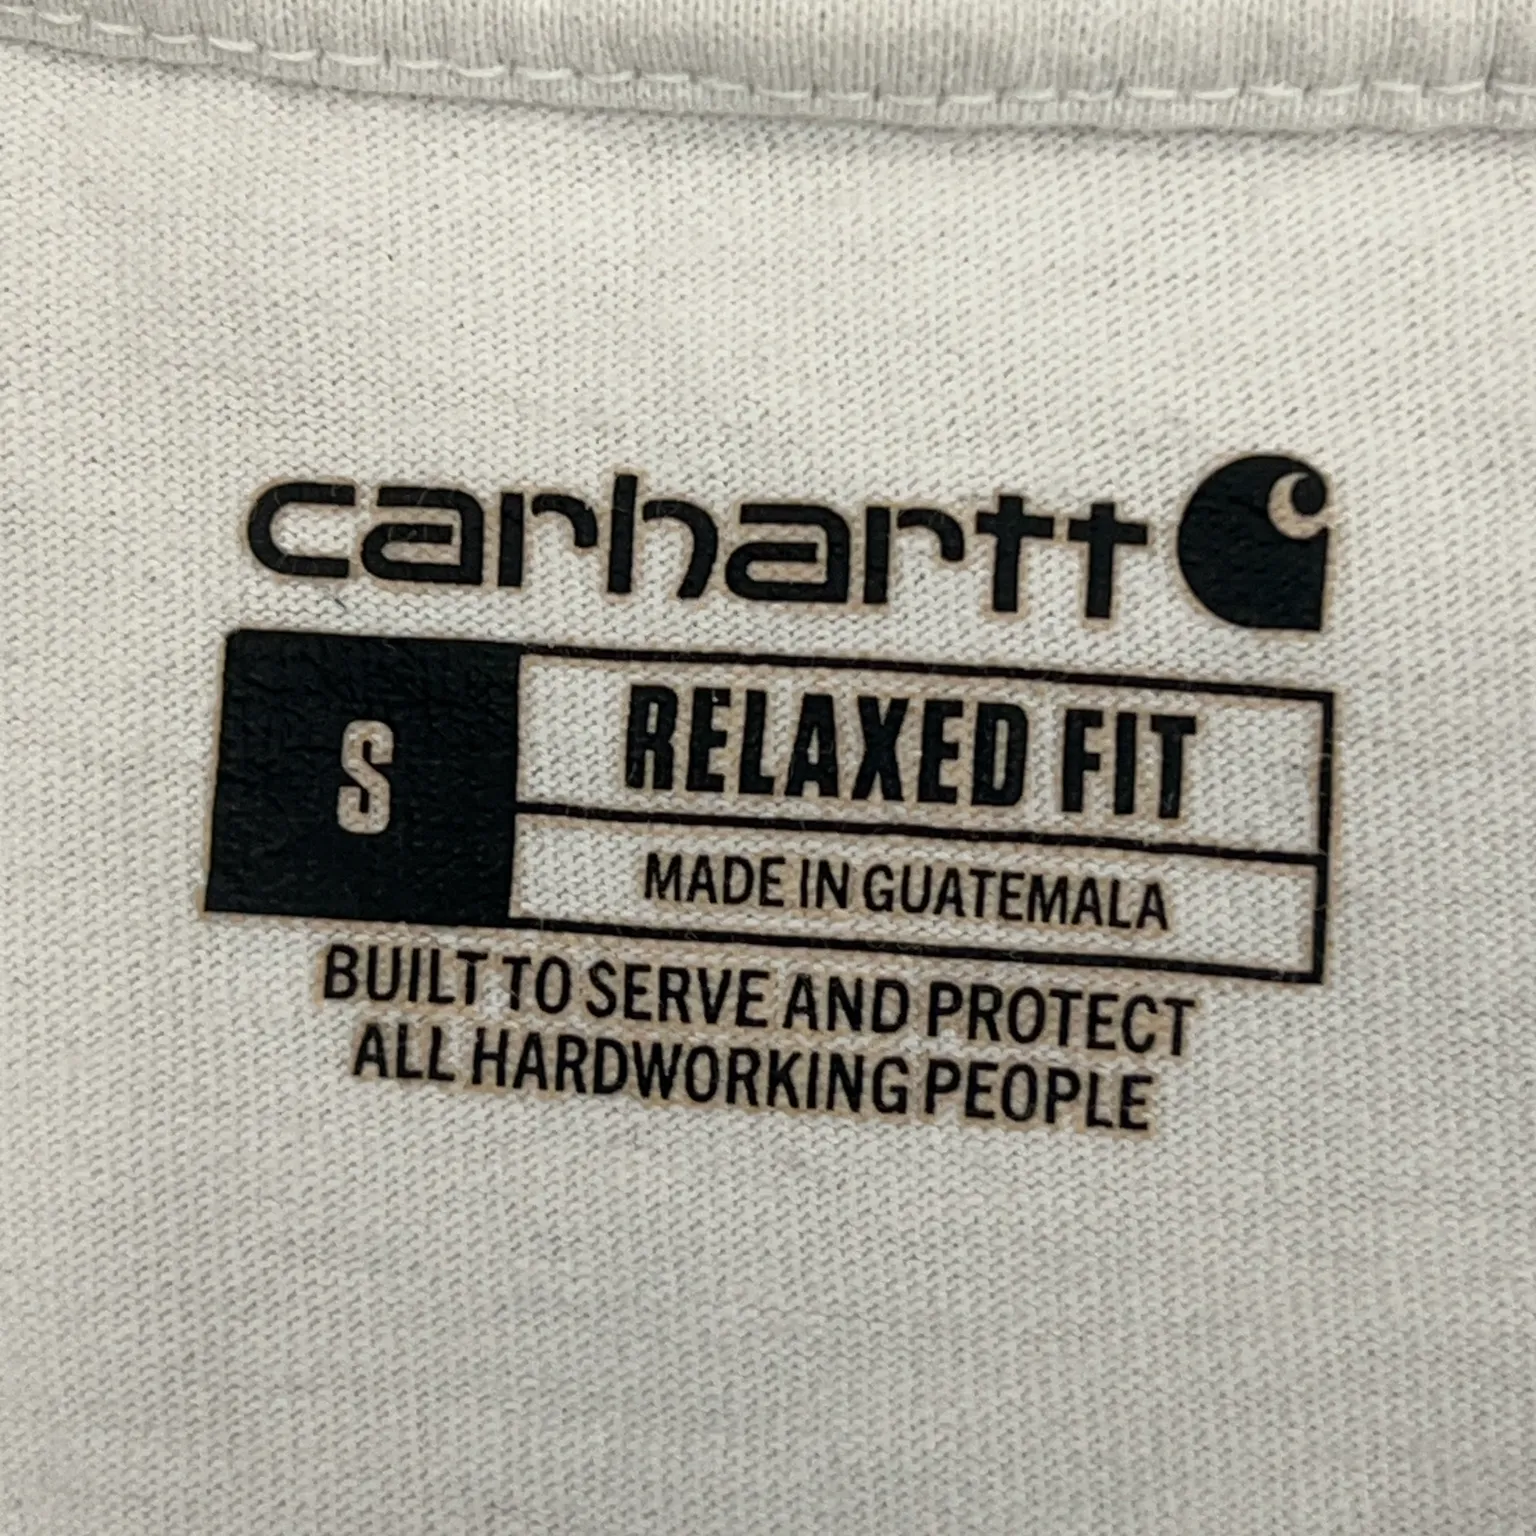 carhartt
S
RELAXED FIT
MADE IN GUATEMALA
BUILT TO SERVE AND PROTECT
ALL HARDWORKING PEOPLE